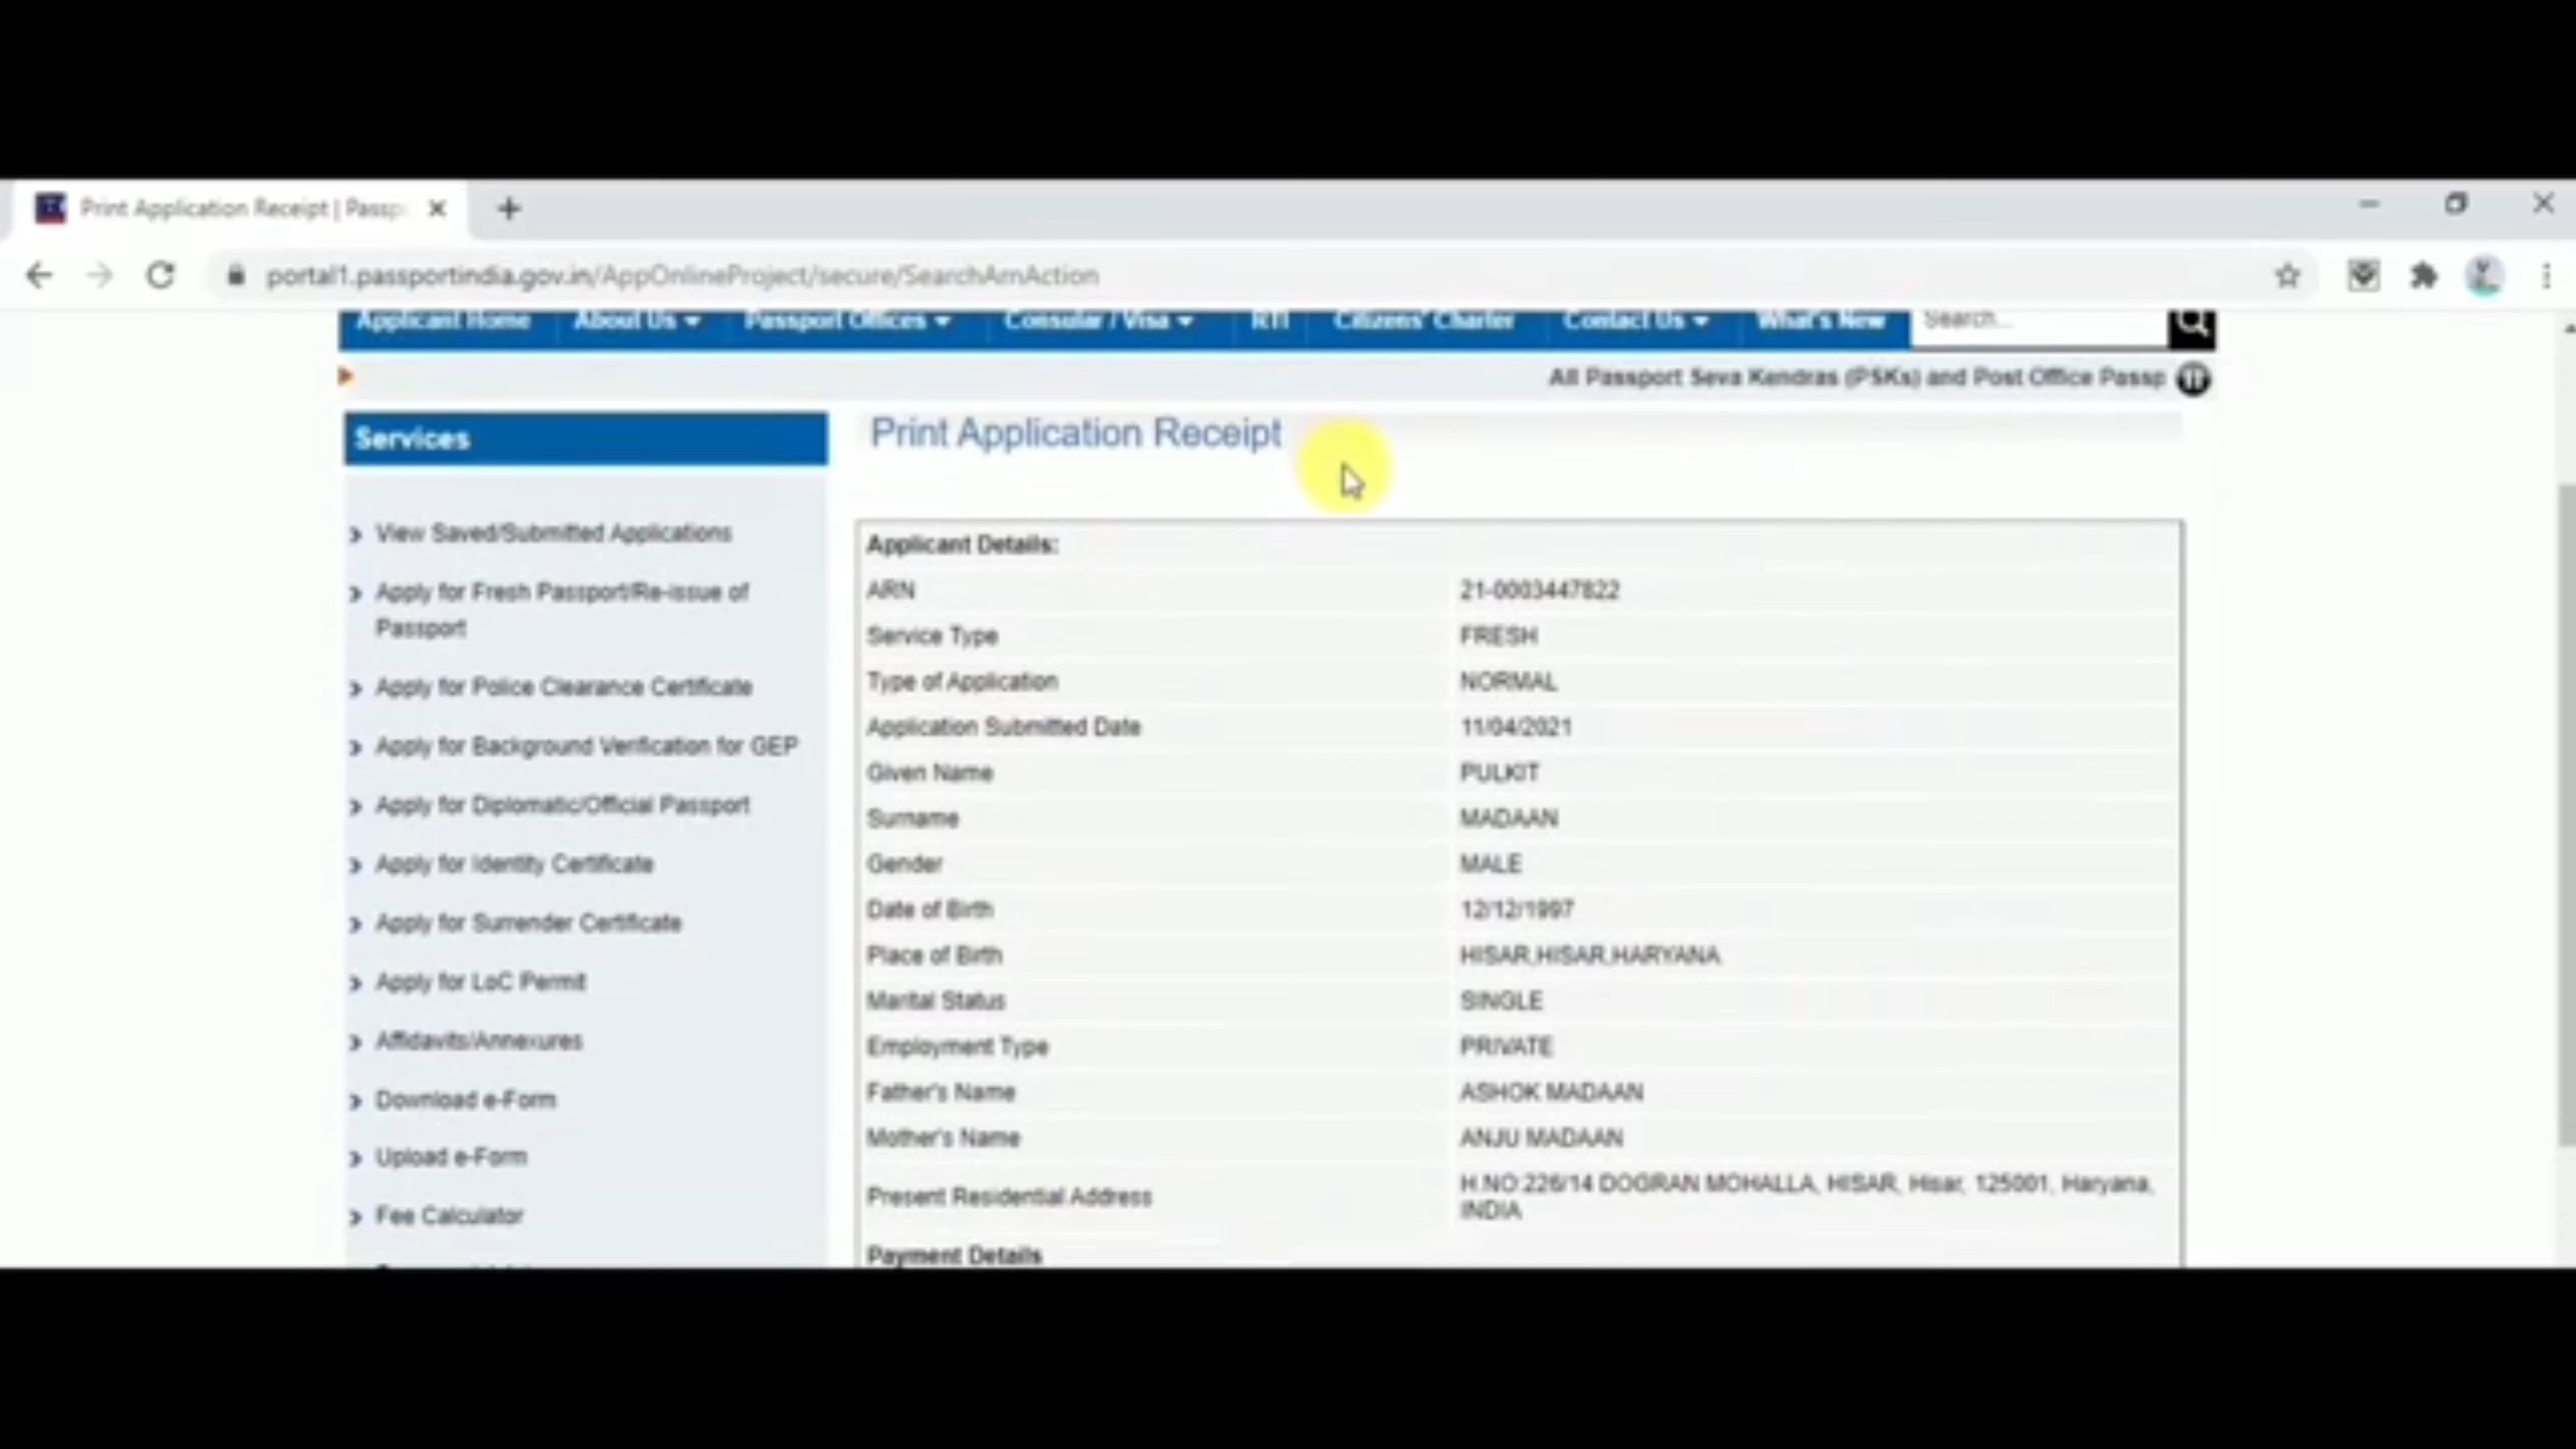 Print Application Receipt | Passp
portal1.passportindia.gov.in/AppOnlineProject/secure/SearchArnAction
Applicant Home About Us Passport Offices Consular / Visa RTI Citizens' Charter Contact Us What's New Search...
All Passport Seva Kendras (PSKs) and Post Office Passp
Services
View Saved/Submitted Applications
Apply for Fresh Passport/Re-issue of
Passport
Apply for Police Clearance Certificate
Apply for Background Verification for GEP
Apply for Diplomatic/Official Passport
Apply for Identity Certificate
Apply for Surrender Certificate
Apply for LoC Permit
Affidavits/Annexures
Download e-Form
Upload e-Form
Fee Calculator
Print Application Receipt
Applicant Details:
ARN 21-0003447822
Service Type FRESH
Type of Application NORMAL
Application Submitted Date 11/04/2021
Given Name PULKIT
Surname MADAAN
Gender MALE
Date of Birth 12/12/1997
Place of Birth HISAR,HISAR,HARYANA
Marital Status SINGLE
Employment Type PRIVATE
Father's Name ASHOK MADAAN
Mother's Name ANJU MADAAN
Present Residential Address H.NO:226/14 DOGRAN MOHALLA, HISAR, Hisar, 125001, Haryana,
INDIA
Payment Details